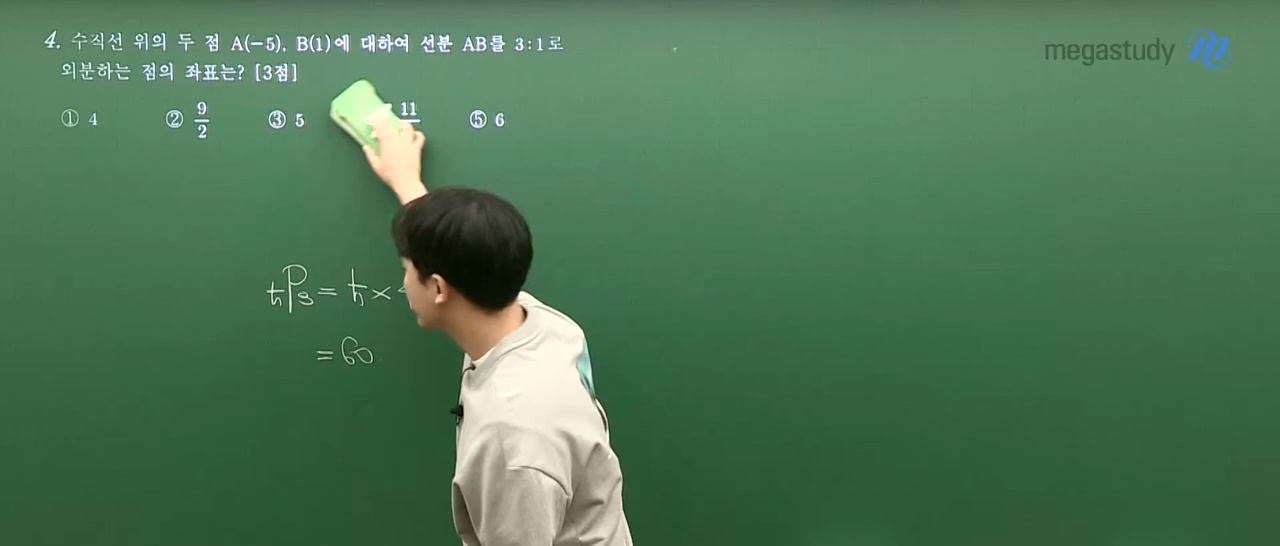 4. 수직선 위의 두 점 A(−5), B(1)에 대하여 선분 AB를 3:1로
외분하는 점의 좌표는? [3점]
① 4 ② 9/2 ③ 5 11 ⑤ 6
megastudy
₅P₃ = 5 ×
= 60